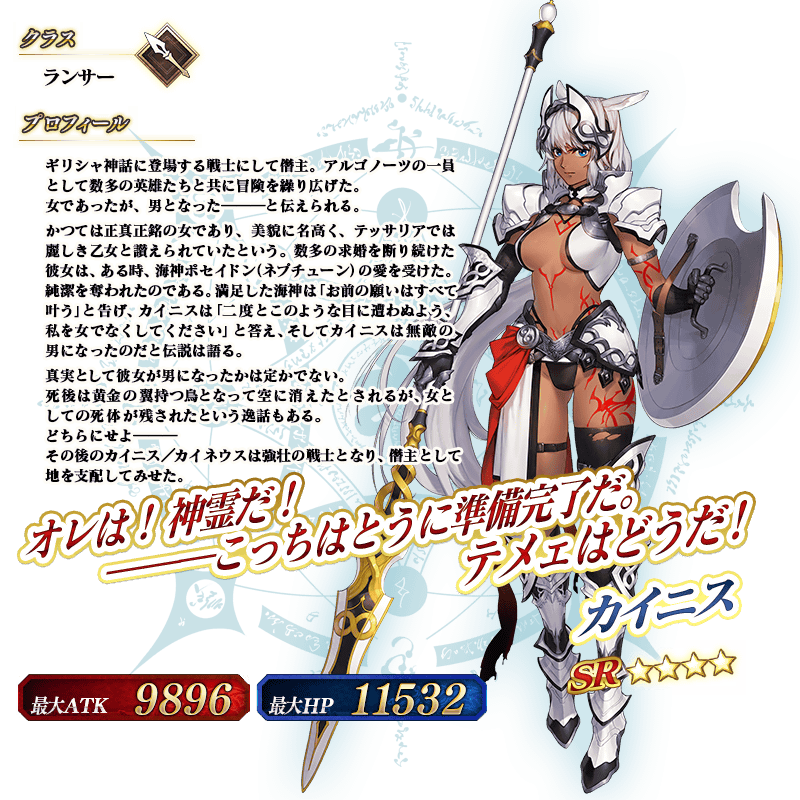 クラス
ランサー
プロフィール
ギリシャ神話に登場する戦士にして僭主。アルゴノーツの一員
として数多の英雄たちと共に冒険を繰り広げた。
女であったが、男となった———と伝えられる。
かつては正真正銘の女であり、美貌に名高く、テッサリアでは
麗しき乙女と讃えられていたという。数多の求婚を断り続けた
彼女は、ある時、海神ポセイドン(ネプチューン)の愛を受けた。
純潔を奪われたのである。満足した海神は「お前の願いはすべて
叶う」と告げ、カイニスは「二度とこのような目に遭わぬよう、
私を女でなくしてください」と答え、そしてカイニスは無敵の
男になったのだと伝説は語る。
真実として彼女が男になったかは定かでない。
死後は黄金の翼持つ鳥となって空に消えたとされるが、女と
しての死体が残されたという逸話もある。
どちらにせよ———
その後のカイニス/カイネウスは強壮の戦士となり、僭主として
地を支配してみせた。
オレは!神霊だ!
———こっちはとうに準備完了だ。
テメェはどうだ!
カイニス
SR
最大ATK 9896
最大HP 11532